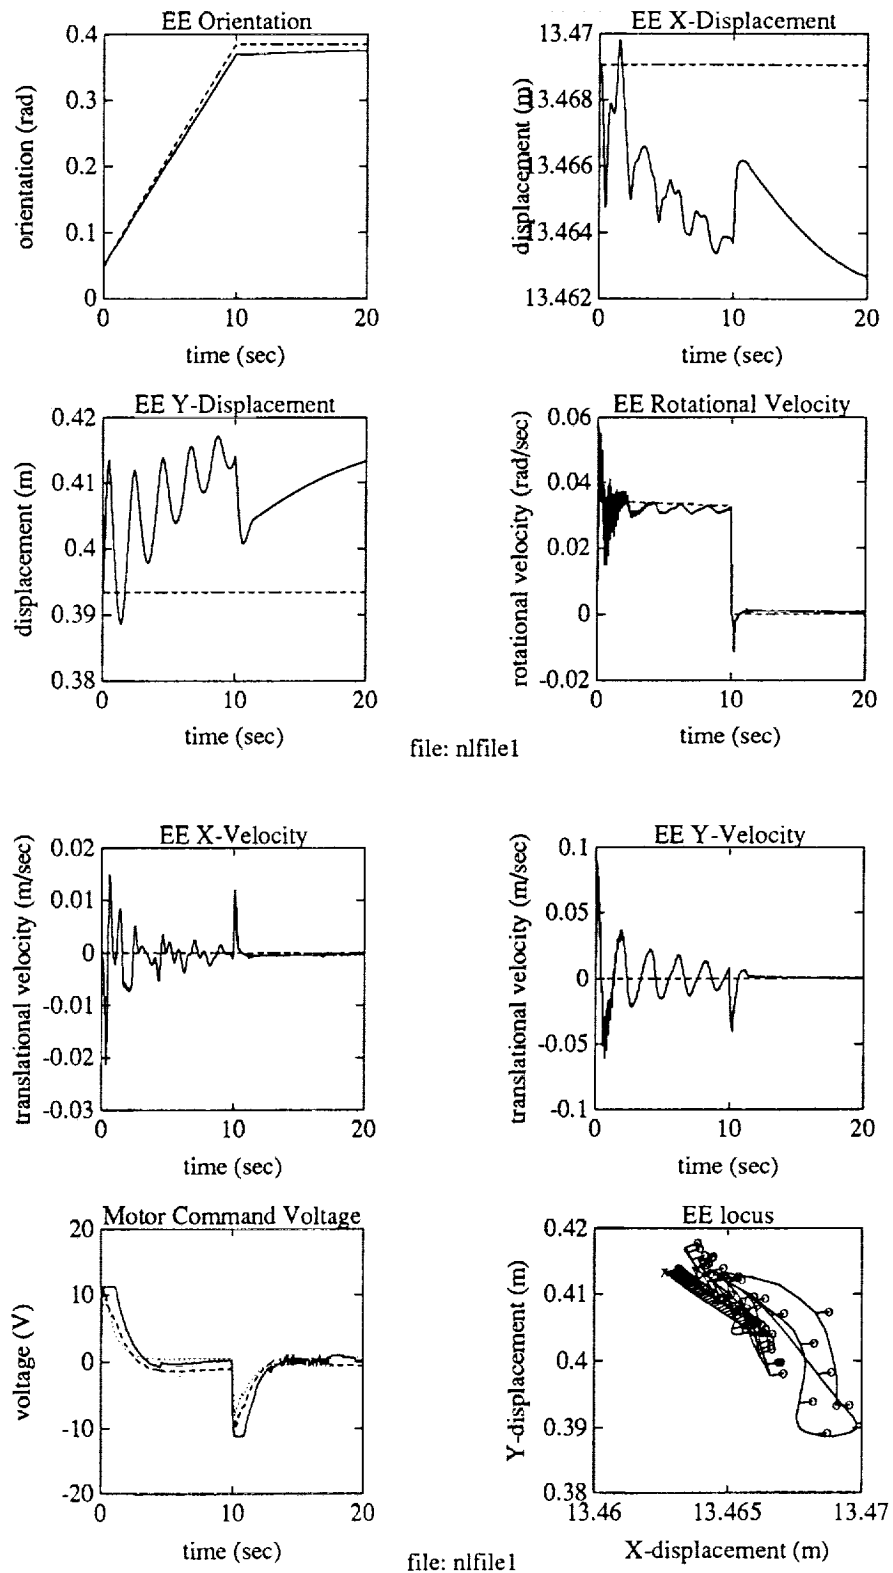 EE Orientation
0.4
0.3
0.2
0.1
0
orientation (rad)
0
10
20
time (sec)
EE X-Displacement
13.47
13.468
13.466
13.464
13.462
displacement (m)
0
5
10
15
20
time (sec)
EE Y-Displacement
0.42
0.41
0.4
0.39
0.38
displacement (m)
0
10
20
time (sec)
EE Rotational Velocity
0.06
0.04
0.02
0
-0.02
rotational velocity (rad/sec)
0
10
20
time (sec)
file: nlfile1
EE X-Velocity
0.02
0.01
0
-0.01
-0.02
-0.03
translational velocity (m/sec)
0
10
20
time (sec)
EE Y-Velocity
0.1
0.05
0
-0.05
-0.1
translational velocity (m/sec)
0
10
20
time (sec)
Motor Command Voltage
20
10
0
-10
-20
voltage (V)
0
10
20
time (sec)
EE locus
0.42
0.41
0.4
0.39
0.38
Y-displacement (m)
13.46
13.465
13.47
X-displacement (m)
file: nlfile1